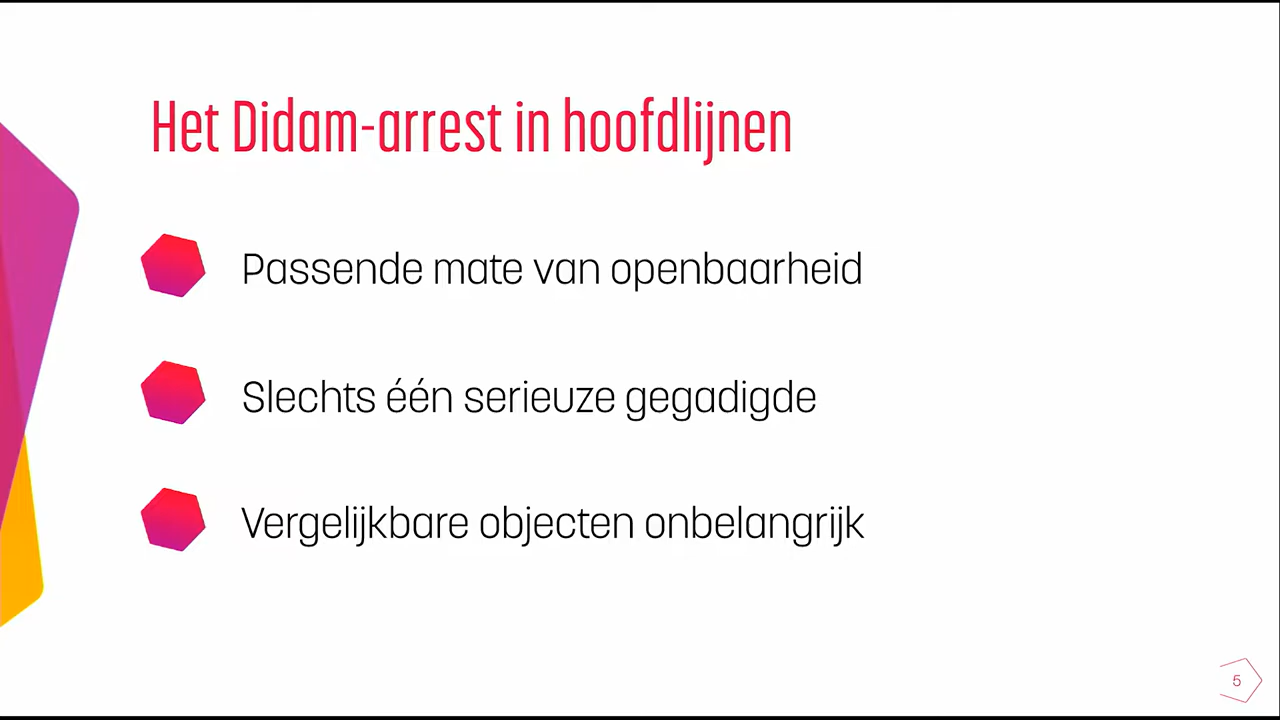 Het Didam-arrest in hoofdlijnen
Passende mate van openbaarheid
Slechts één serieuze gegadigde
Vergelijkbare objecten onbelangrijk
5